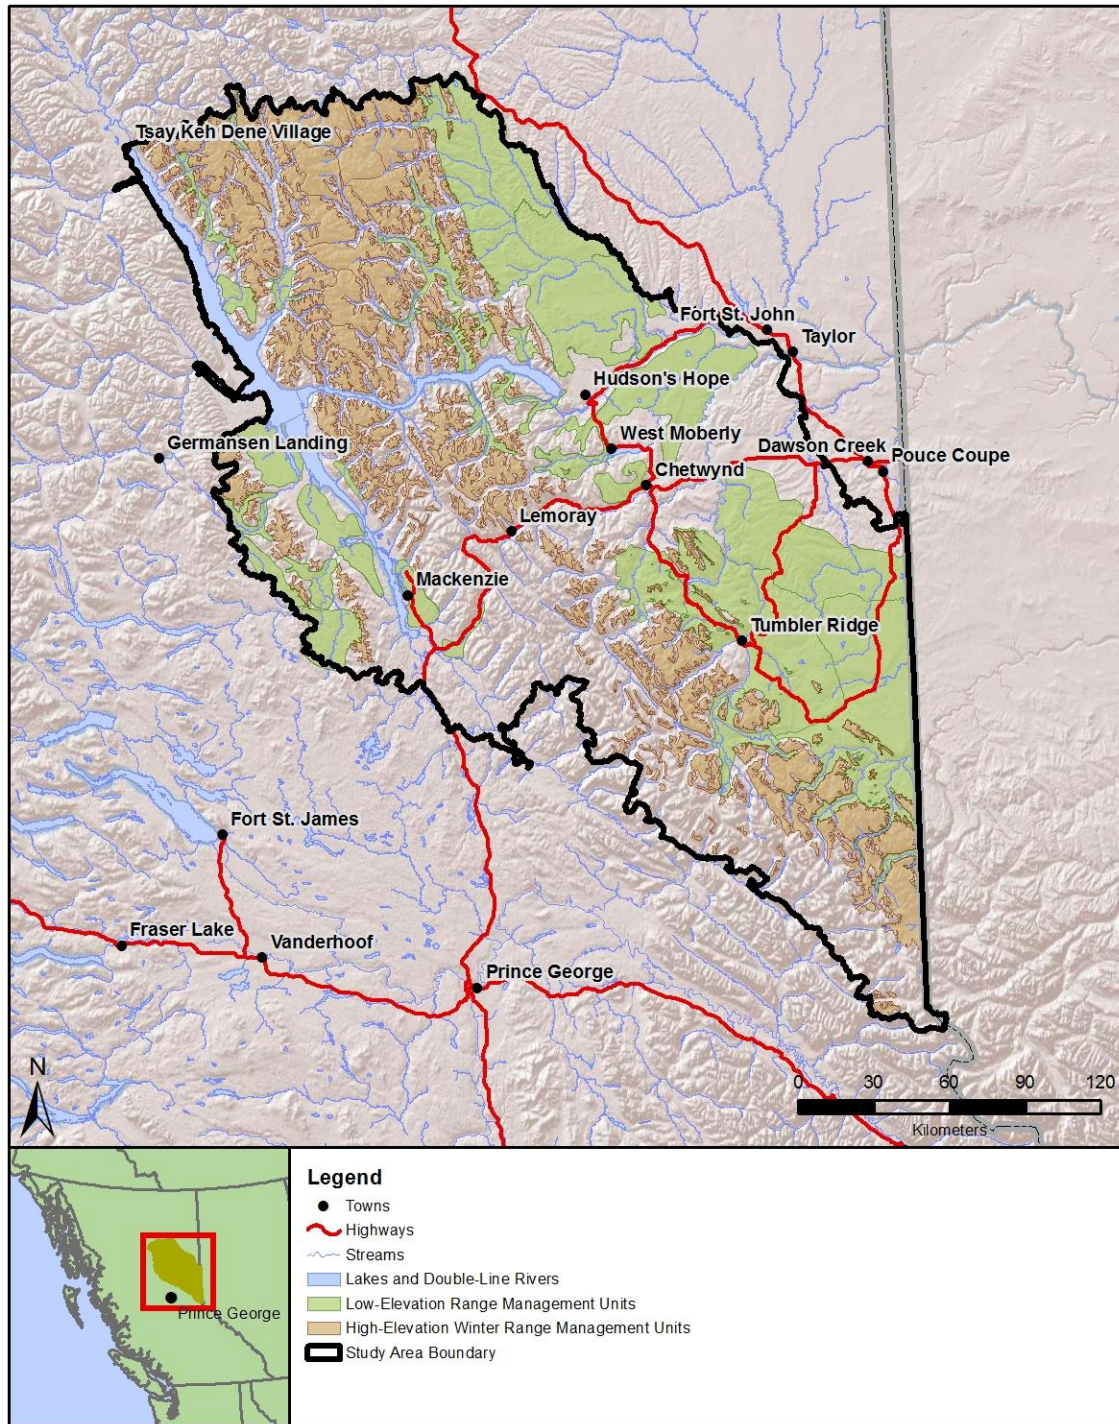 Tsay Keh Dene Village
Fort St. John
Taylor
Hudson's Hope
West Moberly
Germansen Landing
Dawson Creek
Pouce Coupe
Chetwynd
Lemoray
Mackenzie
Tumbler Ridge
Fort St. James
Fraser Lake
Vanderhoof
Prince George
N
0 30 60 90 120
Kilometers
Prince George
Legend
Towns
Highways
Streams
Lakes and Double-Line Rivers
Low-Elevation Range Management Units
High-Elevation Winter Range Management Units
Study Area Boundary